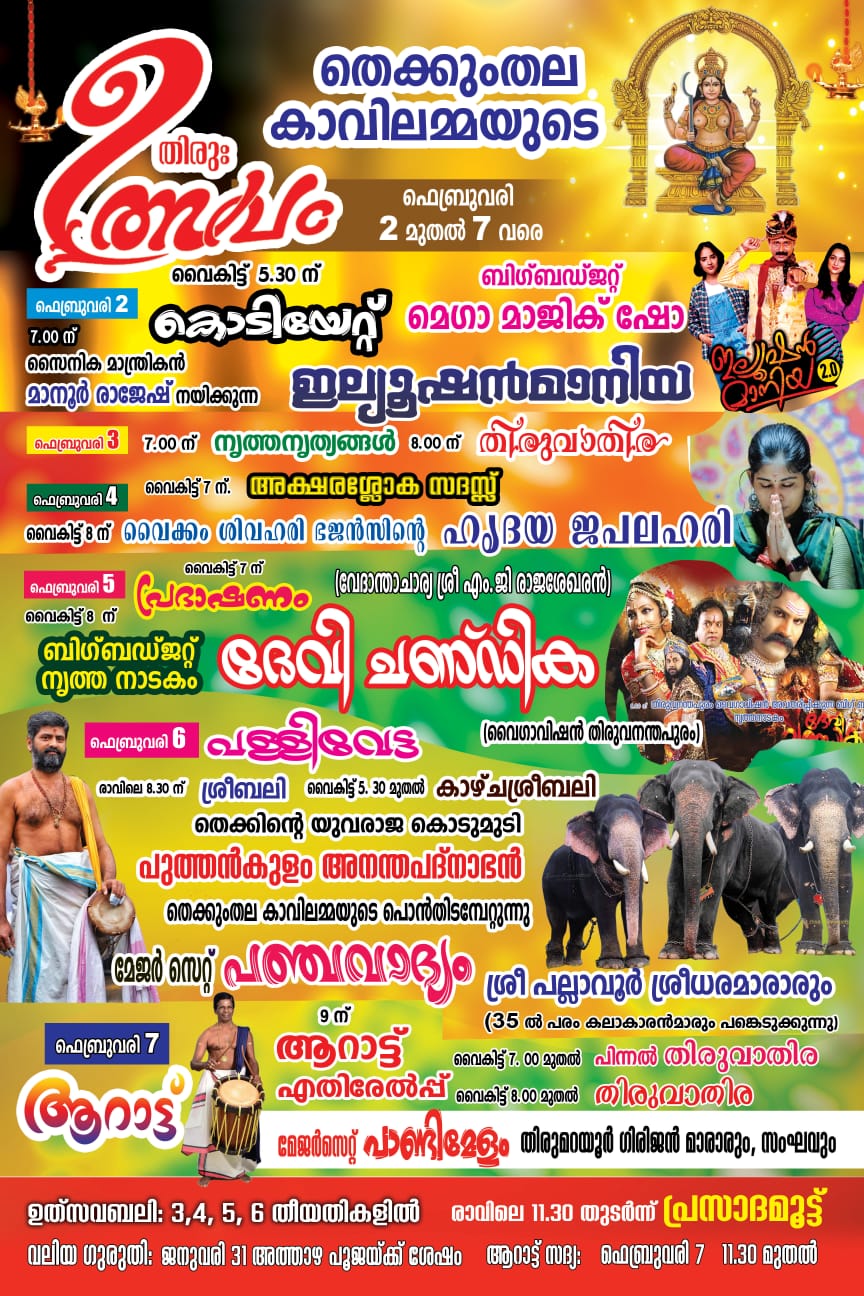 തെക്കുംതല
കാവിലമ്മയുടെ
തിരുഃ
ഉത്സവം
ഫെബ്രുവരി
2 മുതൽ 7 വരെ
ഫെബ്രുവരി 2
വൈകിട്ട് 5.30 ന്
കൊടിയേറ്റ്
7.00 ന്
സൈനിക മാന്ത്രികൻ
മാന്നൂർ രാജേഷ് നയിക്കുന്ന
ബിഗ്ബഡ്ജറ്റ്
മെഗാ മാജിക് ഷോ
ഇല്യൂഷൻമാനിയ
ഇല്യൂഷൻ
മാനിയ 2.0
ഫെബ്രുവരി 3 7.00 ന് നൃത്തനൃത്യങ്ങൾ 8.00 ന് തിരുവാതിര
ഫെബ്രുവരി 4 വൈകിട്ട് 7 ന്. അക്ഷരശ്ലോക സദസ്സ്
വൈകിട്ട് 8 ന് വൈക്കം ശിവഹരി ഭജൻസിന്റെ ഹൃദയ ജപലഹരി
ഫെബ്രുവരി 5 വൈകിട്ട് 7 ന് പ്രഭാഷണം (വേദാന്താചാര്യ ശ്രീ എം.ജി രാജശേഖരൻ)
വൈകിട്ട് 8 ന്
ബിഗ്ബഡ്ജറ്റ്
നൃത്ത നാടകം
ദേവി ചണ്ഡിക
(വൈഗാവിഷൻ തിരുവനന്തപുരം)
ഫെബ്രുവരി 6 പള്ളിവേട്ട
രാവിലെ 8.30 ന് ശ്രീബലി വൈകിട്ട് 5. 30 മുതൽ കാഴ്ചശ്രീബലി
തെക്കിന്റെ യുവരാജ കൊടുമുടി
പുത്തൻകുളം അനന്തപദ്നാഭൻ
തെക്കുംതല കാവിലമ്മയുടെ പൊൻതിടമ്പേറ്റുന്നു
മേജർ സെറ്റ് പഞ്ചവാദ്യം
ശ്രീ പല്ലാവൂർ ശ്രീധരമാരാരും
(35 ൽ പരം കലാകാരൻമാരും പങ്കെടുക്കുന്നു)
ഫെബ്രുവരി 7
ആറാട്ട്
9 ന്
ആറാട്ട്
എതിരേൽപ്പ്
വൈകിട്ട് 7. 00 മുതൽ പിന്നൽ തിരുവാതിര
വൈകിട്ട് 8.00 മുതൽ തിരുവാതിര
മേജർസെറ്റ് പാണ്ടിമേളം തിരുമറയൂർ ഗിരിജൻ മാരാരും, സംഘവും
ഉത്സവബലി: 3,4, 5, 6 തീയതികളിൽ രാവിലെ 11.30 തുടർന്ന് പ്രസാദമൂട്ട്
വലിയ ഗുരുതി: ജനുവരി 31 അത്താഴ പൂജയ്ക്ക് ശേഷം ആറാട്ട് സദ്യ: ഫെബ്രുവരി 7 11.30 മുതൽ